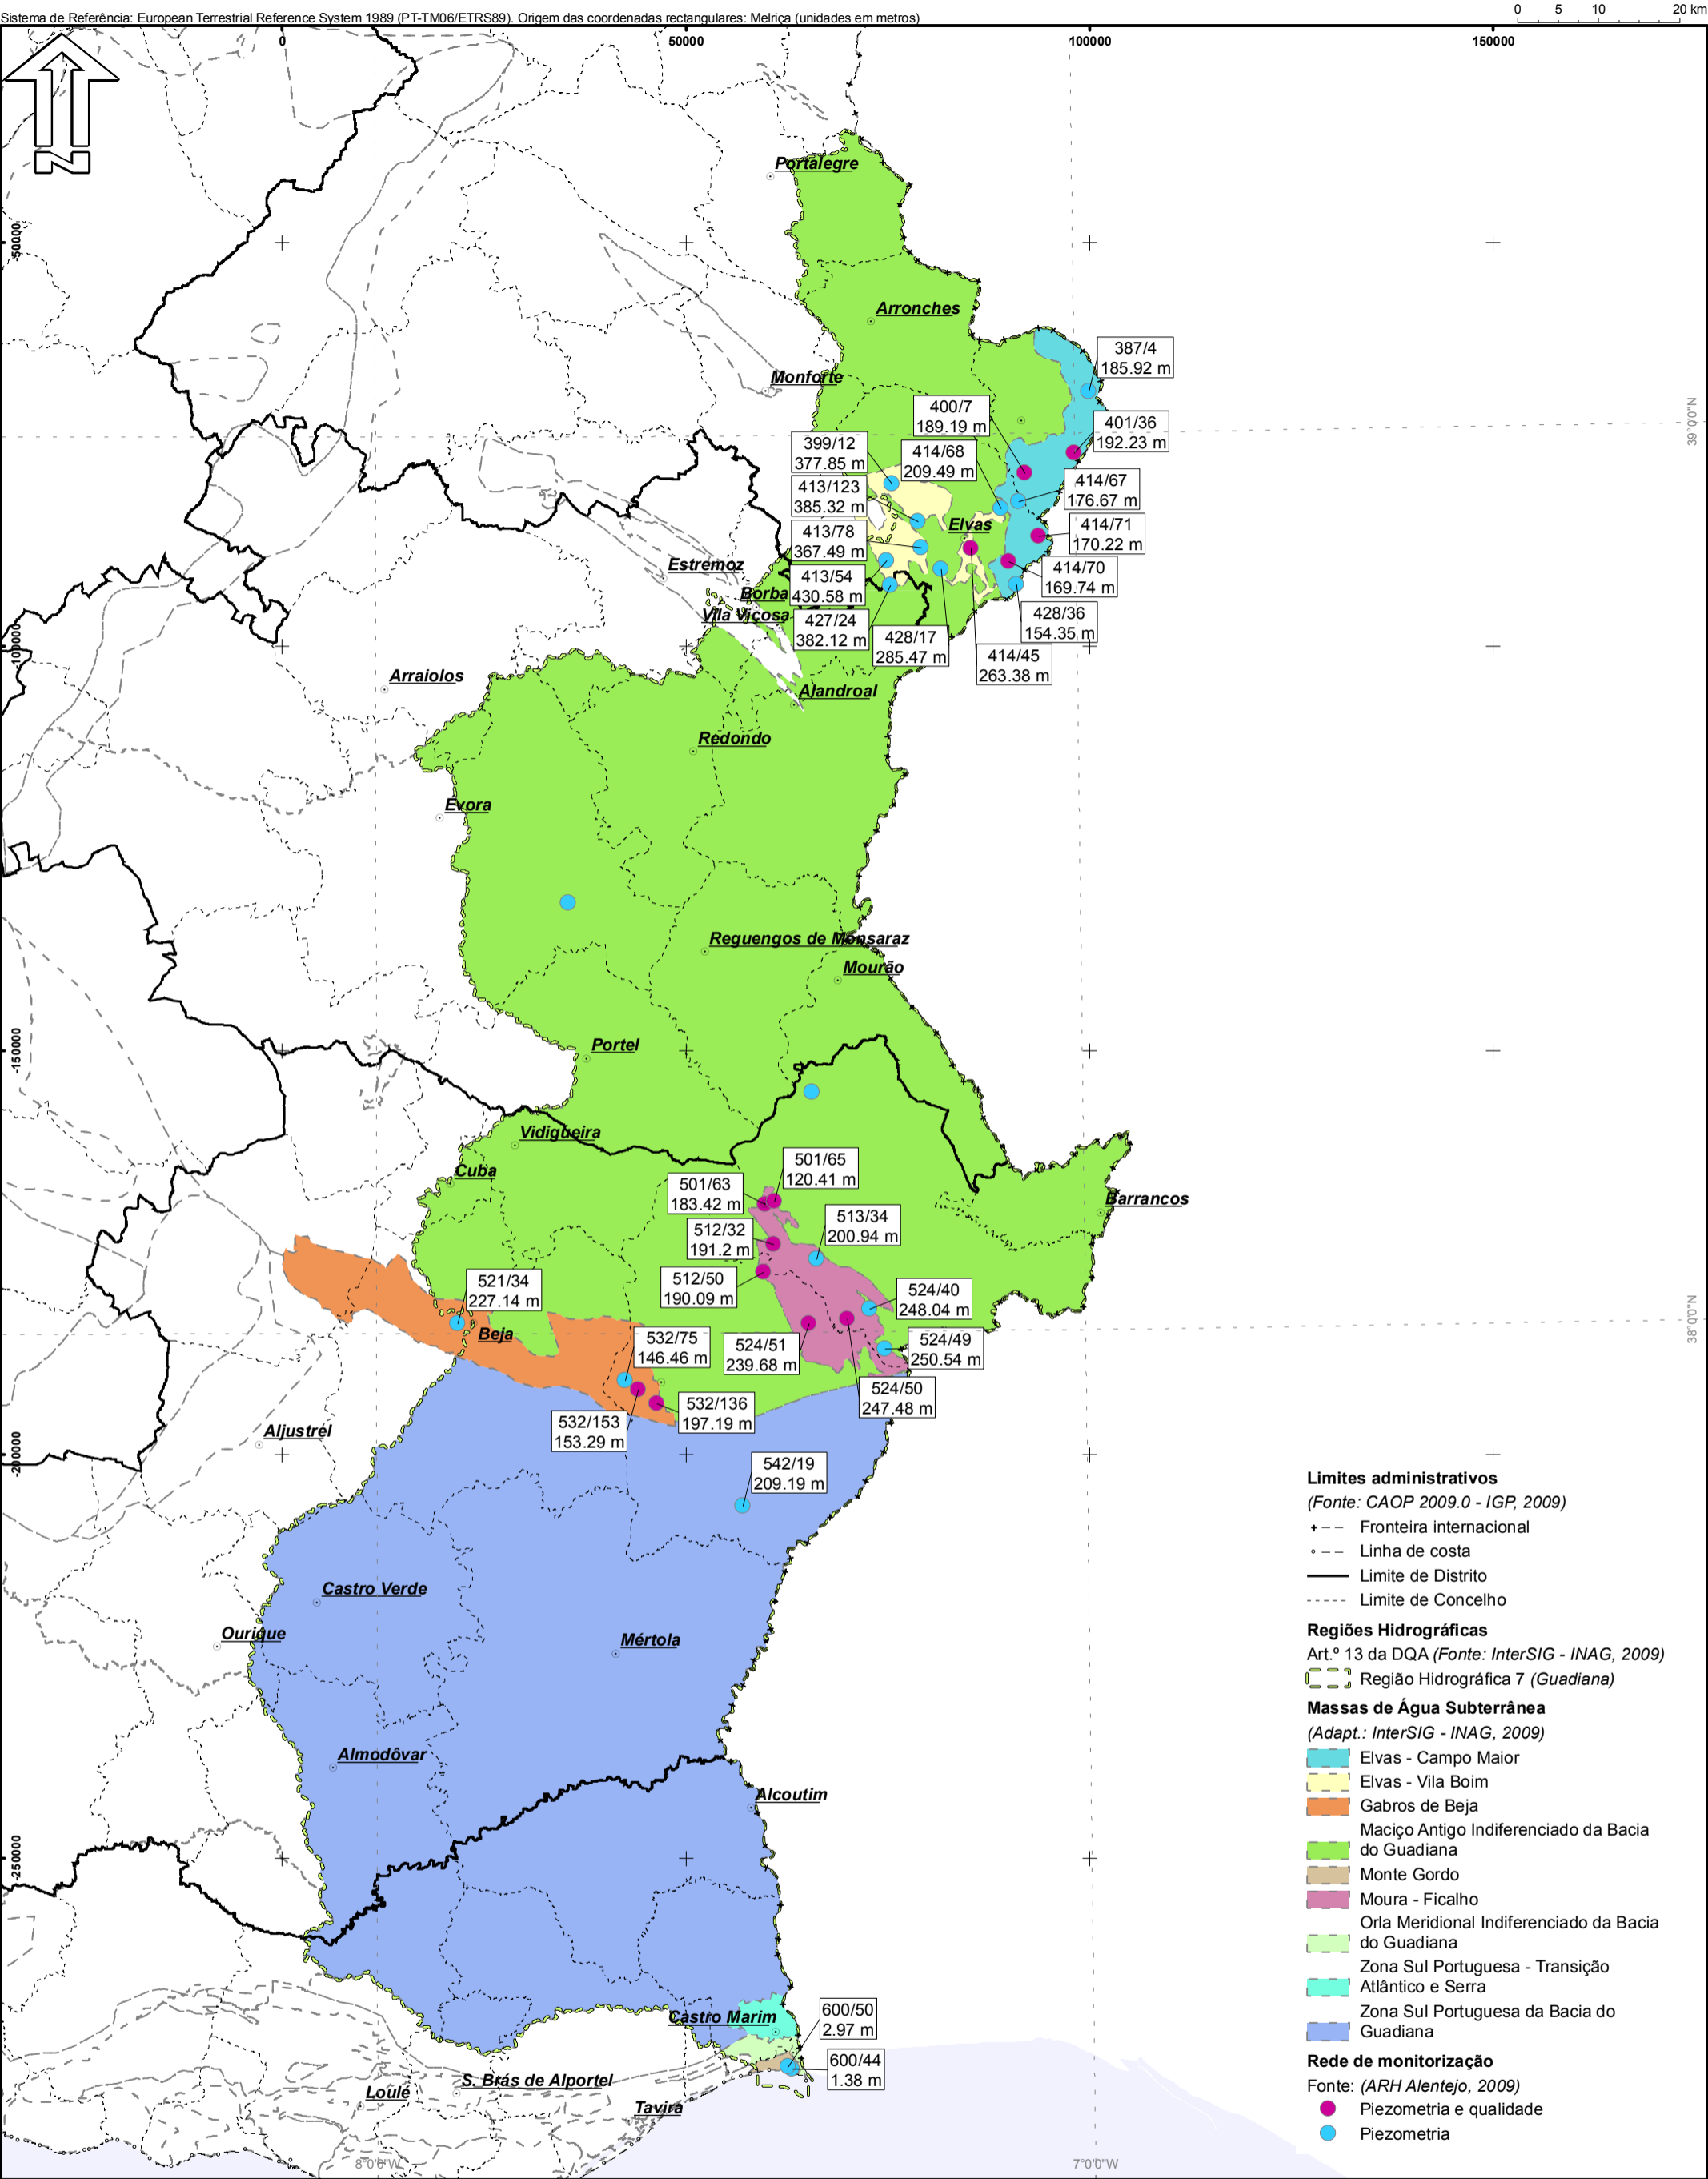 Sistema de Referência: European Terrestrial Reference System 1989 (PT-TM06/ETRS89). Origem das coordenadas rectangulares: Melriça (unidades em metros)
0 5 10 20 km
0 50000 100000 150000
N
Portalegre
-50000
Arronches
387/4
185.92 m
Monforte
400/7
189.19 m
401/36
192.23 m
39°0'0"N
399/12
377.85 m
414/68
209.49 m
414/67
176.67 m
413/123
385.32 m
Elvas
414/71
170.22 m
413/78
367.49 m
Estremoz
413/54
430.58 m
414/70
169.74 m
Borba
Vila Viçosa
427/24
382.12 m
428/36
154.35 m
428/17
285.47 m
414/45
263.38 m
-100000
Arraiolos
Alandroal
Redondo
Evora
Reguengos de Monsaraz
Mourão
Portel
-150000
Vidigueira
501/65
120.41 m
Cuba
501/63
183.42 m
Barrancos
512/32
191.2 m
513/34
200.94 m
512/50
190.09 m
521/34
227.14 m
524/40
248.04 m
38°0'0"N
Beja
532/75
146.46 m
524/51
239.68 m
524/49
250.54 m
524/50
247.48 m
532/136
197.19 m
532/153
153.29 m
Aljustrel
-200000
542/19
209.19 m
Castro Verde
Ourique
Mértola
Almodôvar
Alcoutim
-250000
Castro Marim
600/50
2.97 m
600/44
1.38 m
S. Brás de Alportel
Loulé
Tavira
8°0'0"W
7°0'0"W
Limites administrativos
(Fonte: CAOP 2009.0 - IGP, 2009)
Fronteira internacional
Linha de costa
Limite de Distrito
Limite de Concelho
Regiões Hidrográficas
Art.º 13 da DQA (Fonte: InterSIG - INAG, 2009)
Região Hidrográfica 7 (Guadiana)
Massas de Água Subterrânea
(Adapt.: InterSIG - INAG, 2009)
Elvas - Campo Maior
Elvas - Vila Boim
Gabros de Beja
Maciço Antigo Indiferenciado da Bacia
do Guadiana
Monte Gordo
Moura - Ficalho
Orla Meridional Indiferenciado da Bacia
do Guadiana
Zona Sul Portuguesa - Transição
Atlântico e Serra
Zona Sul Portuguesa da Bacia do
Guadiana
Rede de monitorização
Fonte: (ARH Alentejo, 2009)
Piezometria e qualidade
Piezometria